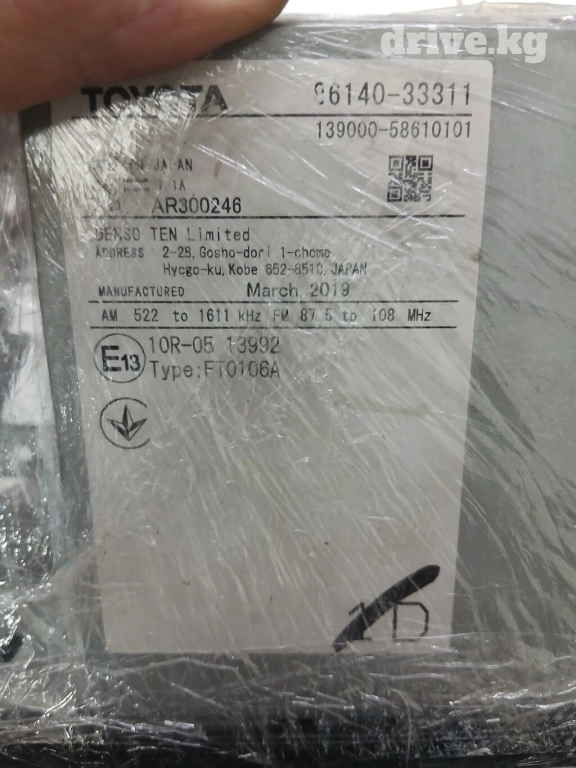 drive.kg
TOYOTA 86140-33311
139000-58610101
JAPAN
AR300246
DENSO TEN Limited
ADDRESS : 2-28, Gosho-dori 1-chome
Hyogo-ku, Kobe 652-8510, JAPAN
MANUFACTURED March, 2019
AM 522 to 1611 kHz FM 87.5 to 108 MHz
E13 10R-05 13992
Type:FT0106A